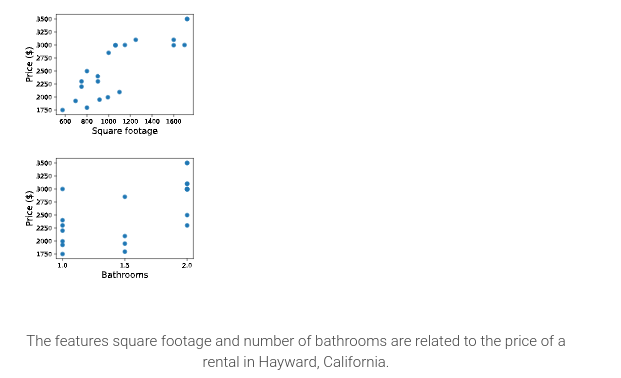 3500
3250
3000
2750
2500
2250
2000
1750
Price ($)
600 800 1000 1200 1400 1600
Square footage
3500
3250
3000
2750
2500
2250
2000
1750
Price ($)
1.0 1.5 2.0
Bathrooms
The features square footage and number of bathrooms are related to the price of a
rental in Hayward, California.